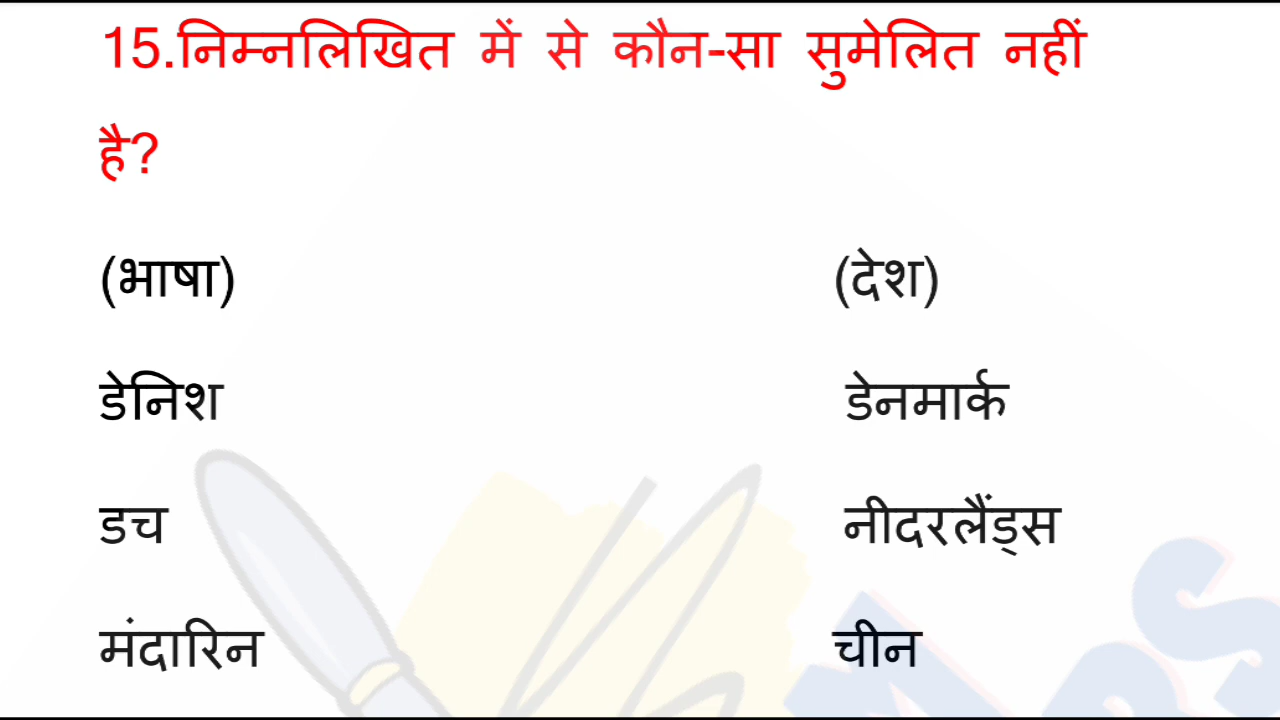 15.निम्नलिखित में से कौन-सा सुमेलित नहीं
है?
(भाषा) (देश)
डेनिश डेनमार्क
डच नीदरलैंड्स
मंदारिन चीन